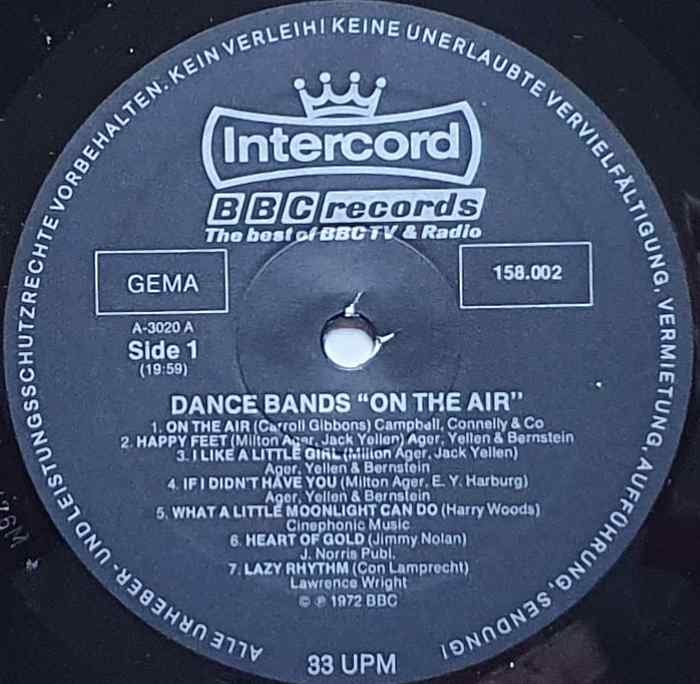 ALLE URHEBER- UND LEISTUNGSSCHUTZRECHTE VORBEHALTEN. KEIN VERLEIH! KEINE UNERLAUBTE VERVIELFÄLTIGUNG, VERMIETUNG, AUFFÜHRUNG, SENDUNG!
Intercord
BBC records
The best of BBC TV & Radio
GEMA
158.002
A-3020 A
Side 1
(19:59)
DANCE BANDS "ON THE AIR"
1. ON THE AIR (Carroll Gibbons) Campbell, Connelly & Co
2. HAPPY FEET (Milton Ager, Jack Yellen) Ager, Yellen & Bernstein
3. I LIKE A LITTLE GIRL (Milton Ager, Jack Yellen)
Ager, Yellen & Bernstein
4. IF I DIDN'T HAVE YOU (Milton Ager, E. Y. Harburg)
Ager, Yellen & Bernstein
5. WHAT A LITTLE MOONLIGHT CAN DO (Harry Woods)
Cinephonic Music
6. HEART OF GOLD (Jimmy Nolan)
J. Norris Publ.
7. LAZY RHYTHM (Con Lamprecht)
Lawrence Wright
© ℗ 1972 BBC
33 UPM